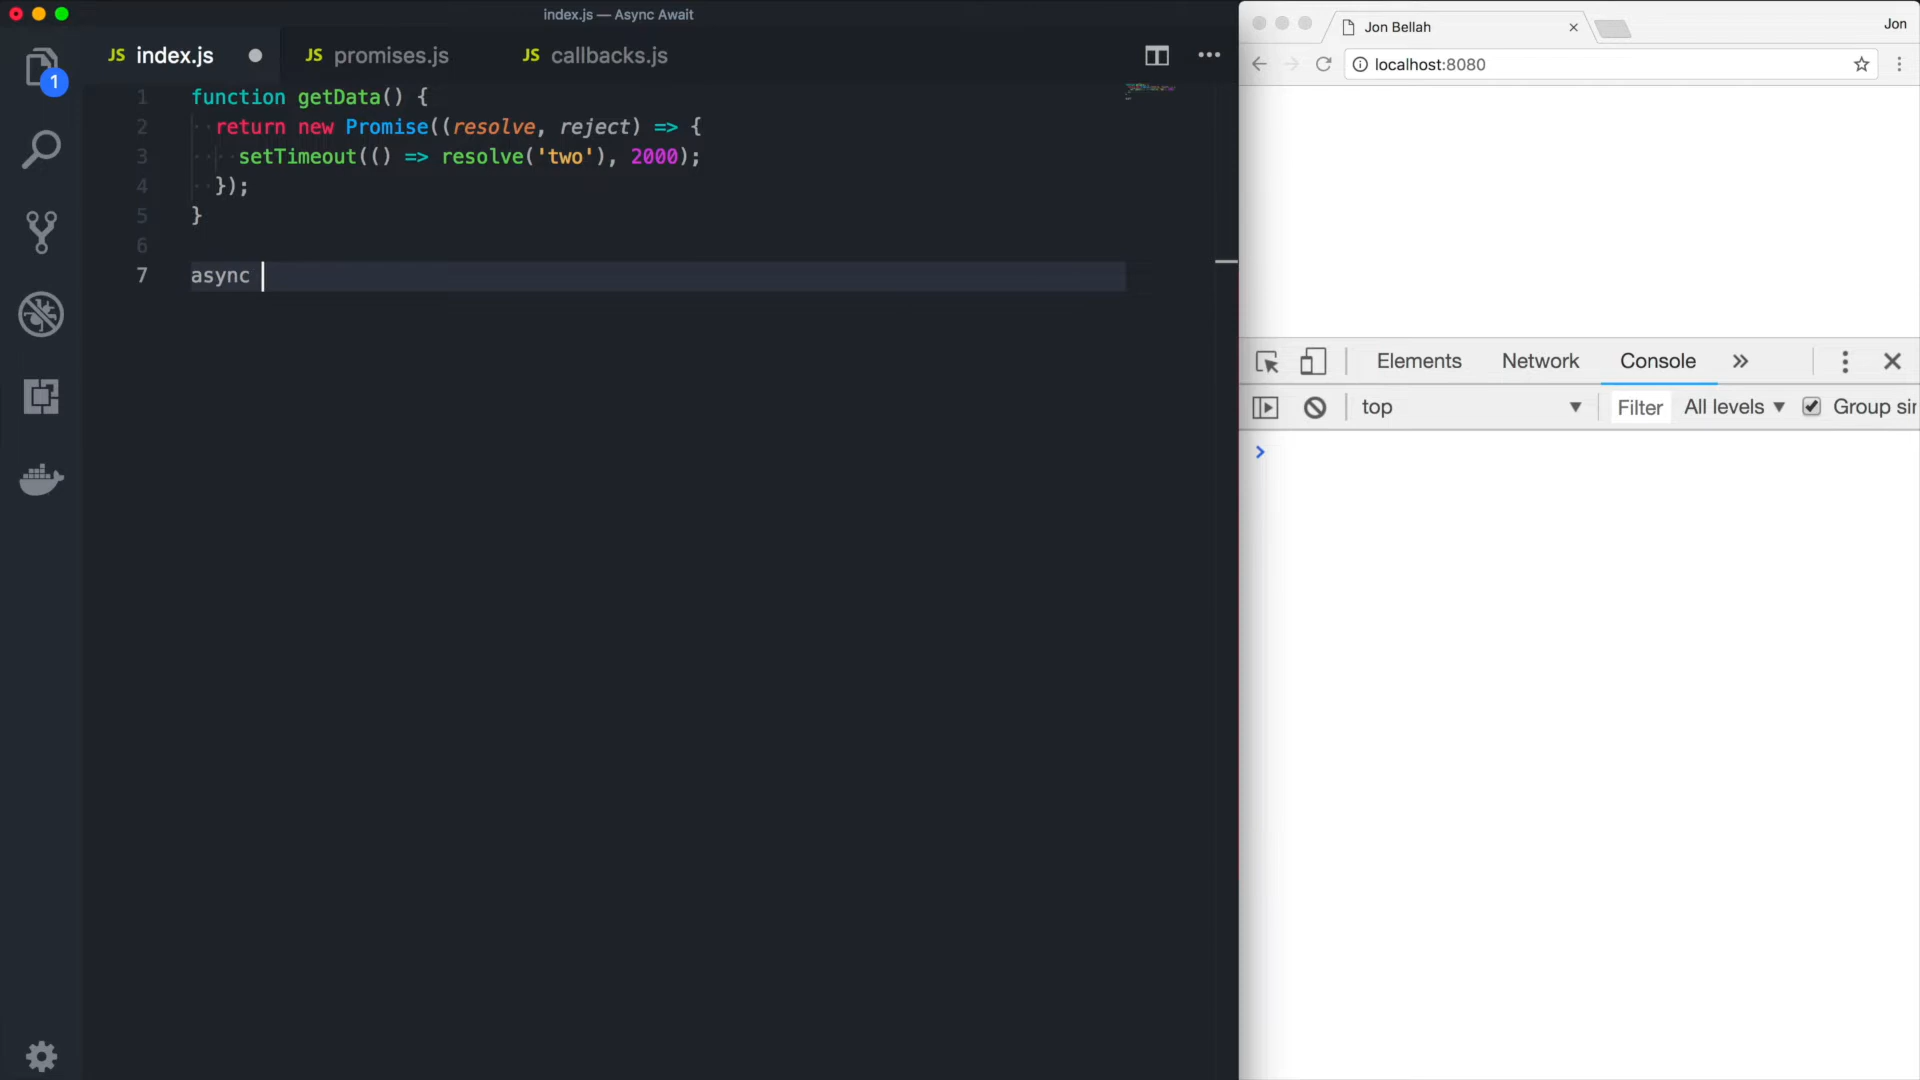 index.js — Async Await
JS index.js
JS promises.js
JS callbacks.js
1
1 function getData() {
2 return new Promise((resolve, reject) => {
3 setTimeout(() => resolve('two'), 2000);
4 });
5 }
6
7 async
Jon Bellah
Jon
localhost:8080
Elements
Network
Console
top
Filter
All levels
Group sir